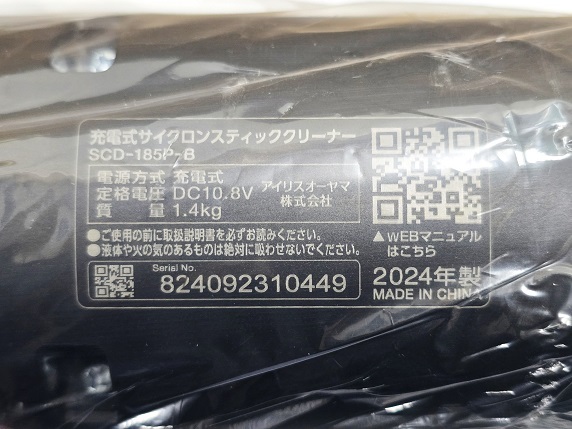 充電式サイクロンスティッククリーナー
SCD-185P-B
電源方式 充電式
定格電圧 DC10.8V
質量 1.4kg
アイリスオーヤマ
株式会社
●ご使用の前に取扱説明書を必ずお読みください。
●液体や火の気のあるものは絶対に吸わせないでください。
▲WEBマニュアル
はこちら
Serial No.
824092310449
2024年製
MADE IN CHINA